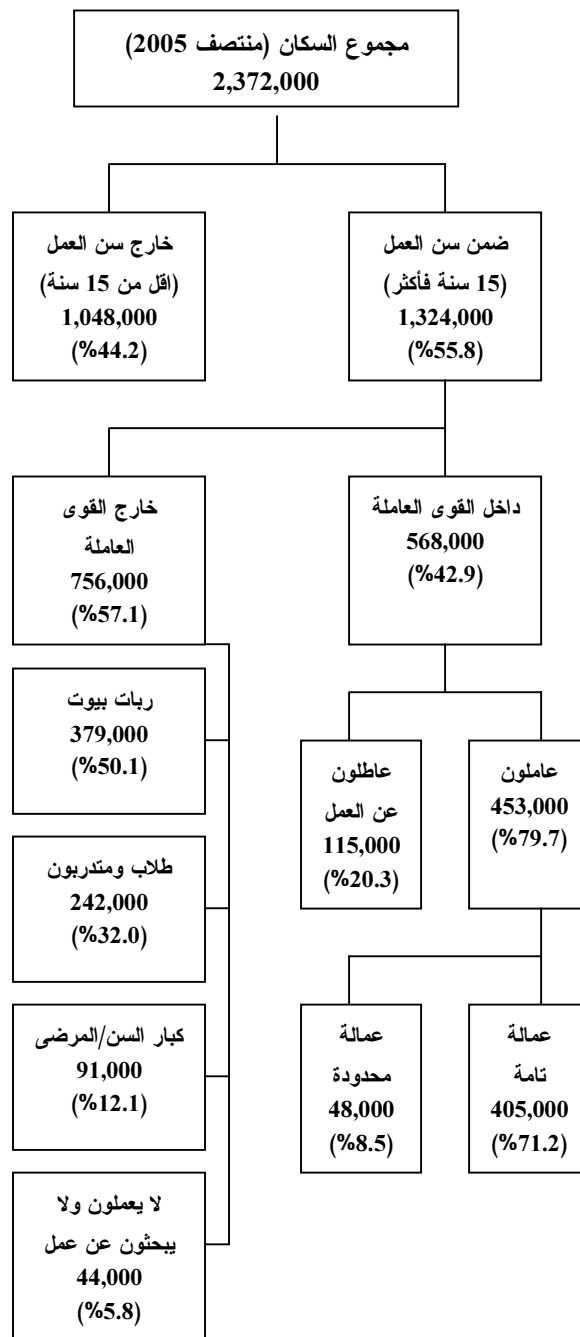 مجموع السكان (منتصف 2005)
2,372,000
ضمن سن العمل
(15 سنة فأكثر)
1,324,000
(%55.8)
خارج سن العمل
(اقل من 15 سنة)
1,048,000
(%44.2)
داخل القوى العاملة
568,000
(%42.9)
خارج القوى
العاملة
756,000
(%57.1)
عاملون
453,000
(%79.7)
عاطلون
عن العمل
115,000
(%20.3)
عمالة
تامة
405,000
(%71.2)
عمالة
محدودة
48,000
(%8.5)
ربات بيوت
379,000
(%50.1)
طلاب ومتدربون
242,000
(%32.0)
كبار السن/المرضى
91,000
(%12.1)
لا يعملون ولا
يبحثون عن عمل
44,000
(%5.8)